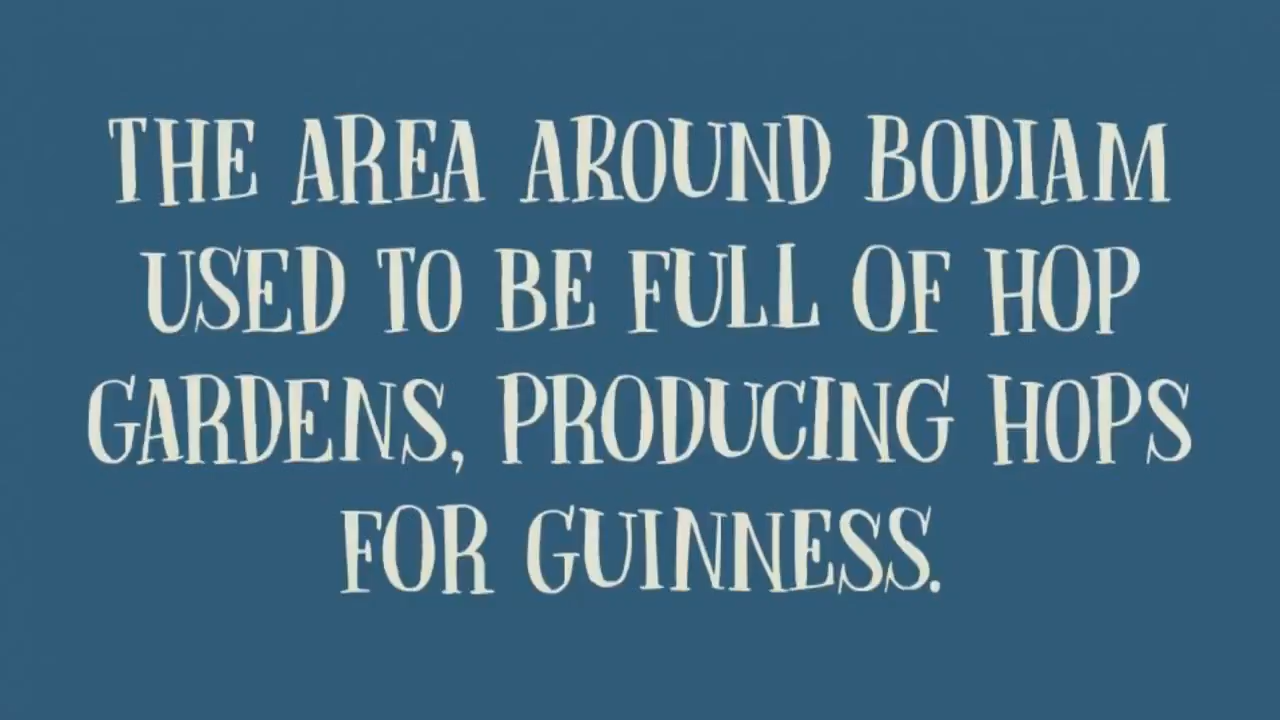 THE AREA AROUND BODIAM
USED TO BE FULL OF HOP
GARDENS, PRODUCING HOPS
FOR GUINNESS.